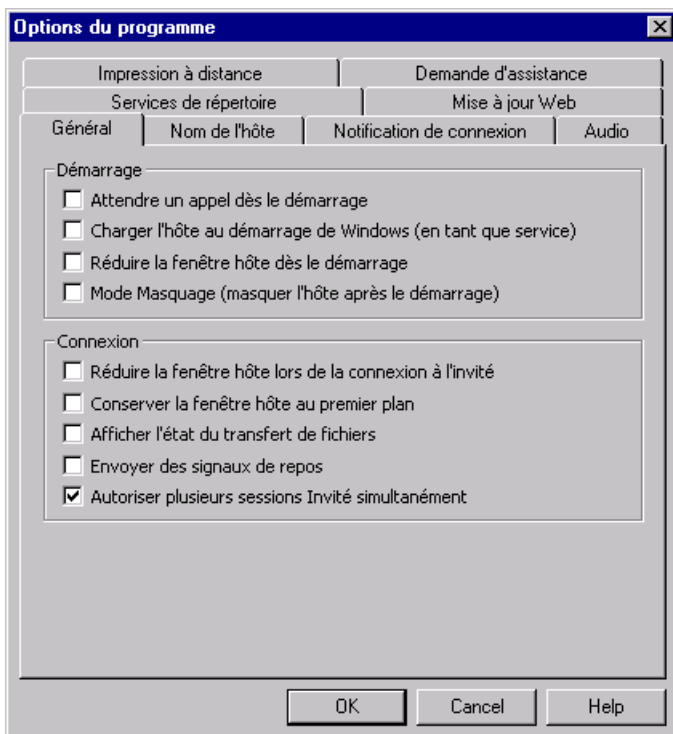 Options du programme
Impression à distance
Demande d'assistance
Services de répertoire
Mise à jour Web
Général
Nom de l'hôte
Notification de connexion
Audio
Démarrage
Attendre un appel dès le démarrage
Charger l'hôte au démarrage de Windows (en tant que service)
Réduire la fenêtre hôte dès le démarrage
Mode Masquage (masquer l'hôte après le démarrage)
Connexion
Réduire la fenêtre hôte lors de la connexion à l'invité
Conserver la fenêtre hôte au premier plan
Afficher l'état du transfert de fichiers
Envoyer des signaux de repos
Autoriser plusieurs sessions Invité simultanément
OK
Cancel
Help